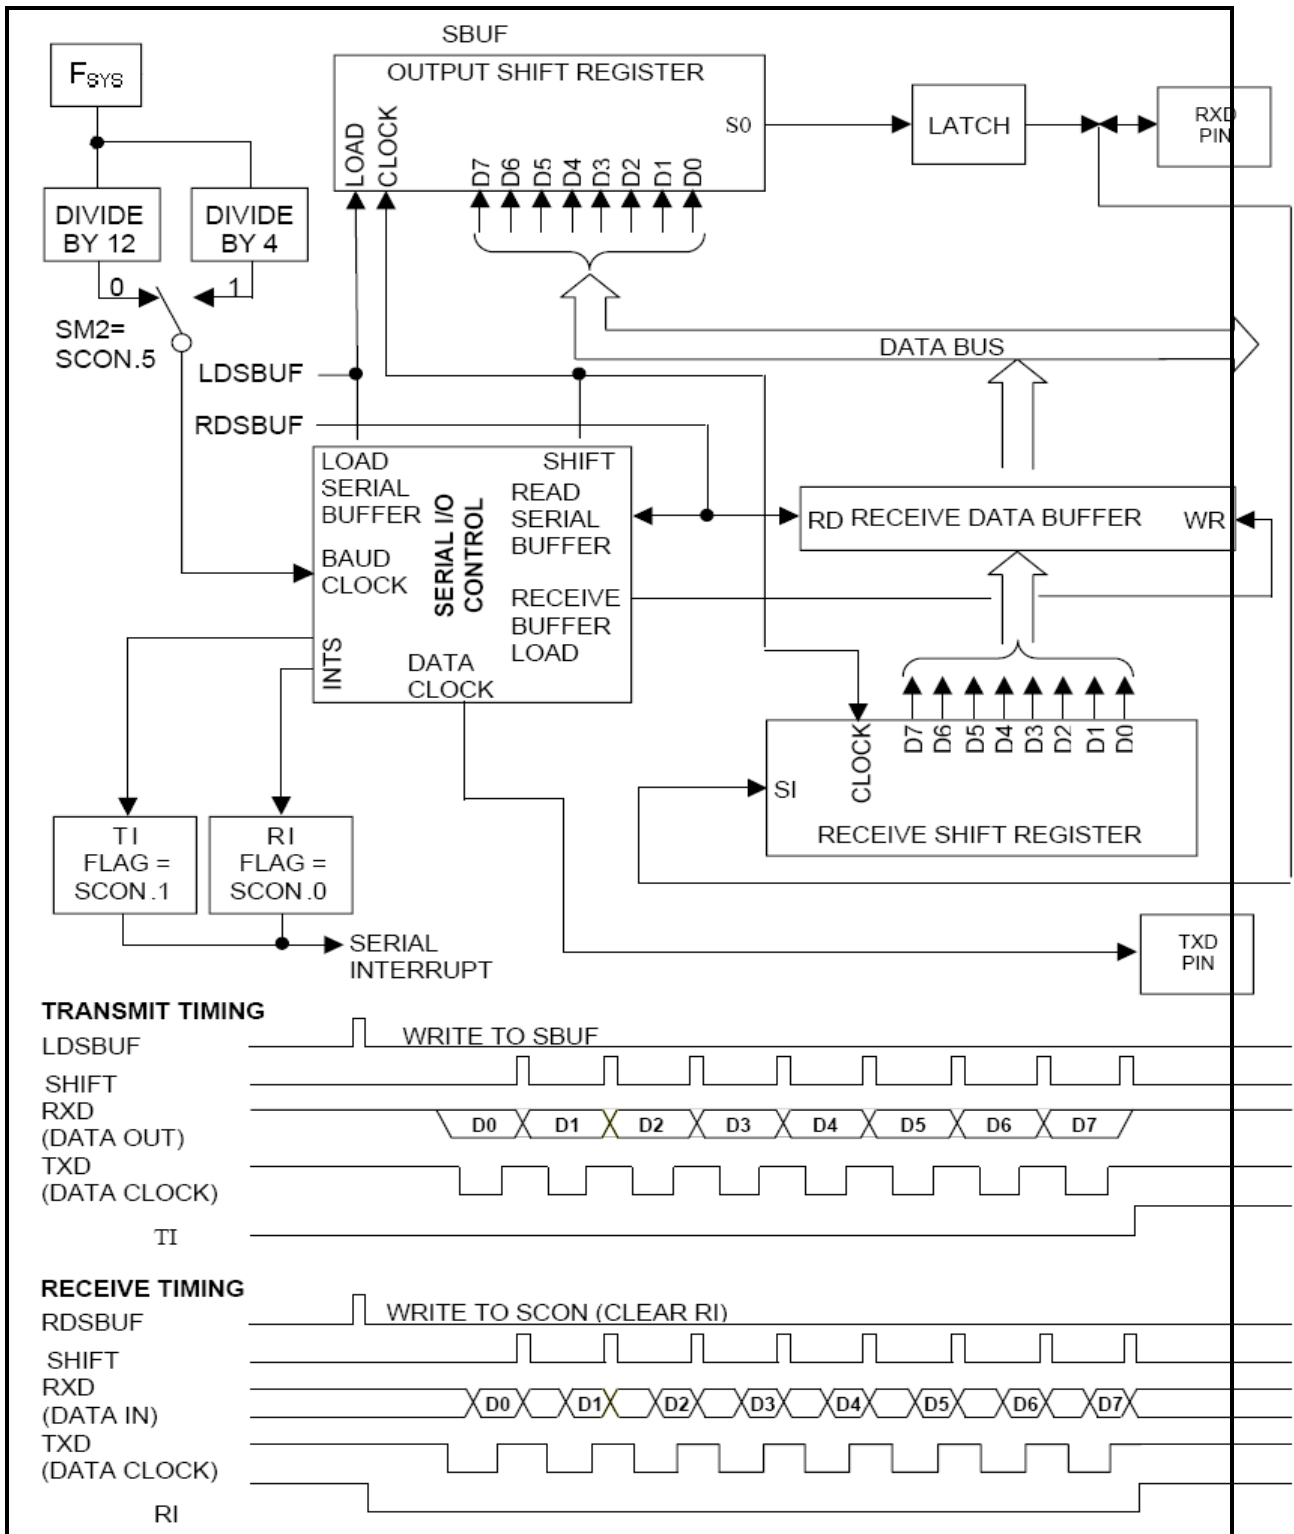 SBUF
F_SYS
OUTPUT SHIFT REGISTER
LOAD
CLOCK
D7 D6 D5 D4 D3 D2 D1 D0
S0
LATCH
RXD
PIN
DIVIDE
BY 12
DIVIDE
BY 4
0
1
SM2=
SCON.5
DATA BUS
LDSBUF
RDSBUF
LOAD
SERIAL
BUFFER
SHIFT
READ
SERIAL
BUFFER
SERIAL I/O
CONTROL
BAUD
CLOCK
RECEIVE
BUFFER
LOAD
INTS
DATA
CLOCK
RD RECEIVE DATA BUFFER WR
D7 D6 D5 D4 D3 D2 D1 D0
CLOCK
SI
RECEIVE SHIFT REGISTER
TI
FLAG =
SCON.1
RI
FLAG =
SCON.0
SERIAL
INTERRUPT
TXD
PIN
TRANSMIT TIMING
LDSBUF
WRITE TO SBUF
SHIFT
RXD
(DATA OUT)
D0 D1 D2 D3 D4 D5 D6 D7
TXD
(DATA CLOCK)
TI
RECEIVE TIMING
RDSBUF
WRITE TO SCON (CLEAR RI)
SHIFT
RXD
(DATA IN)
D0 D1 D2 D3 D4 D5 D6 D7
TXD
(DATA CLOCK)
RI